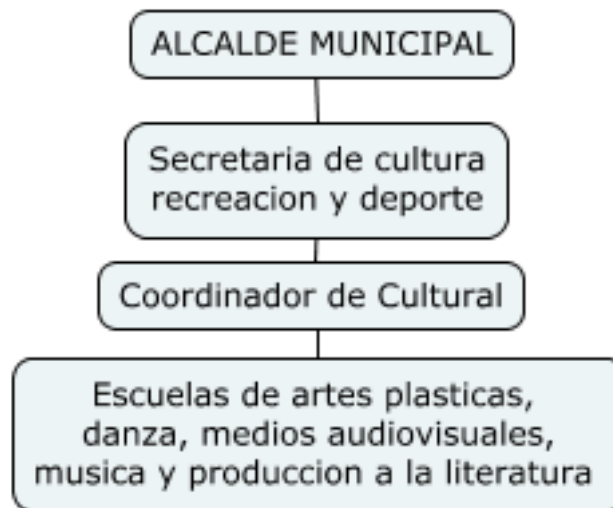 ALCALDE MUNICIPAL
Secretaria de cultura
recreacion y deporte
Coordinador de Cultural
Escuelas de artes plasticas,
danza, medios audiovisuales,
musica y produccion a la literatura